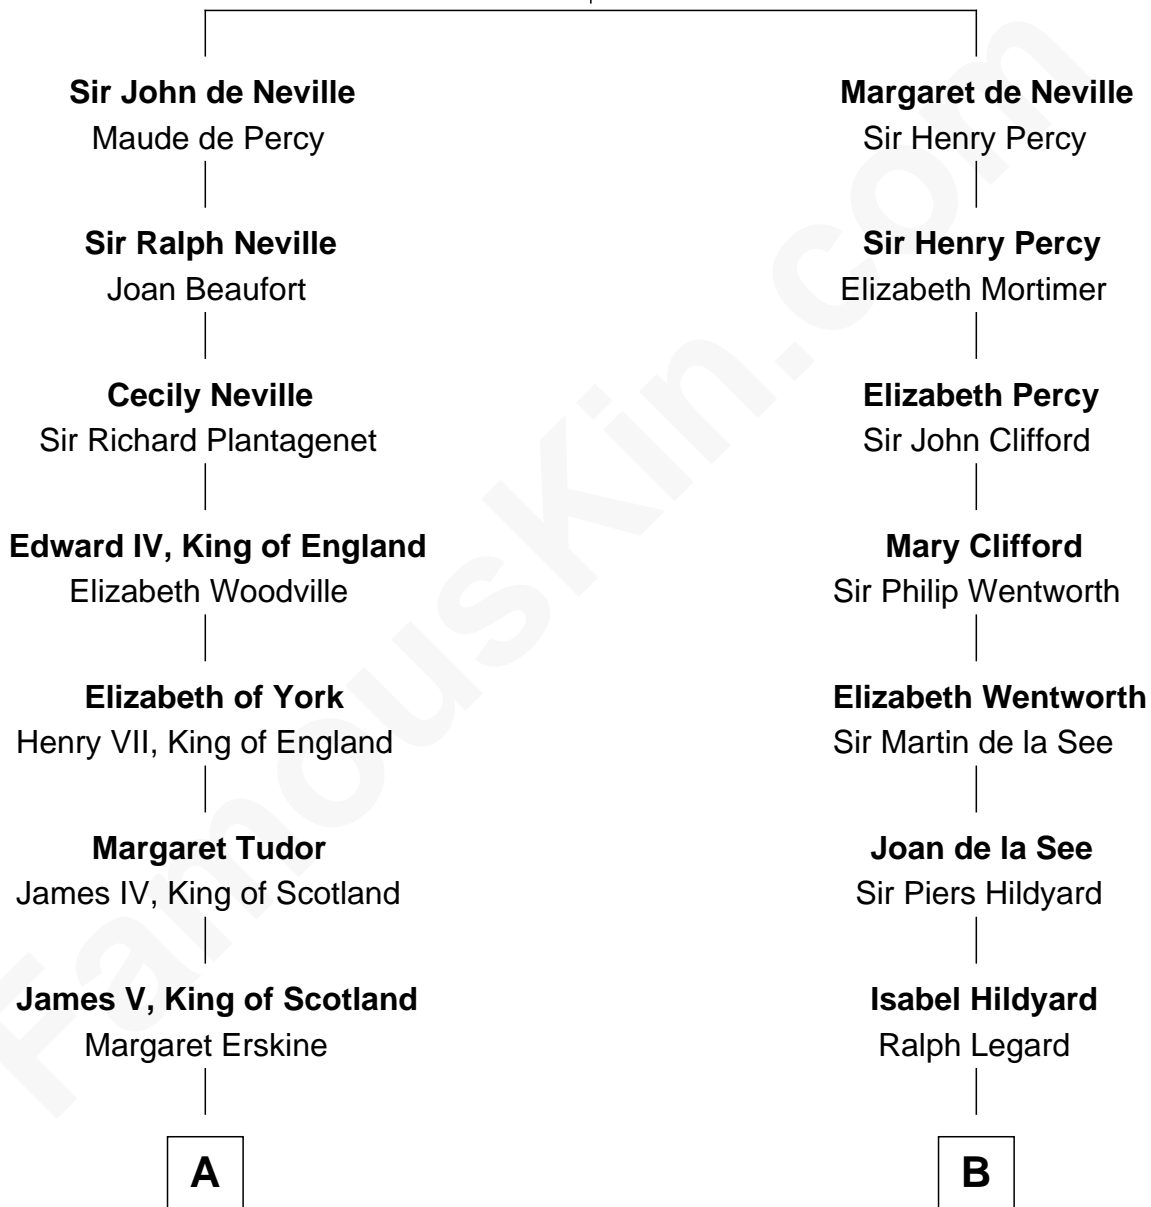 Sir John de Neville
Maude de Percy
Sir Ralph Neville
Joan Beaufort
Cecily Neville
Sir Richard Plantagenet
Edward IV, King of England
Elizabeth Woodville
Elizabeth of York
Henry VII, King of England
Margaret Tudor
James IV, King of Scotland
James V, King of Scotland
Margaret Erskine
A
Margaret de Neville
Sir Henry Percy
Sir Henry Percy
Elizabeth Mortimer
Elizabeth Percy
Sir John Clifford
Mary Clifford
Sir Philip Wentworth
Elizabeth Wentworth
Sir Martin de la See
Joan de la See
Sir Piers Hildyard
Isabel Hildyard
Ralph Legard
B
FamousKin.com